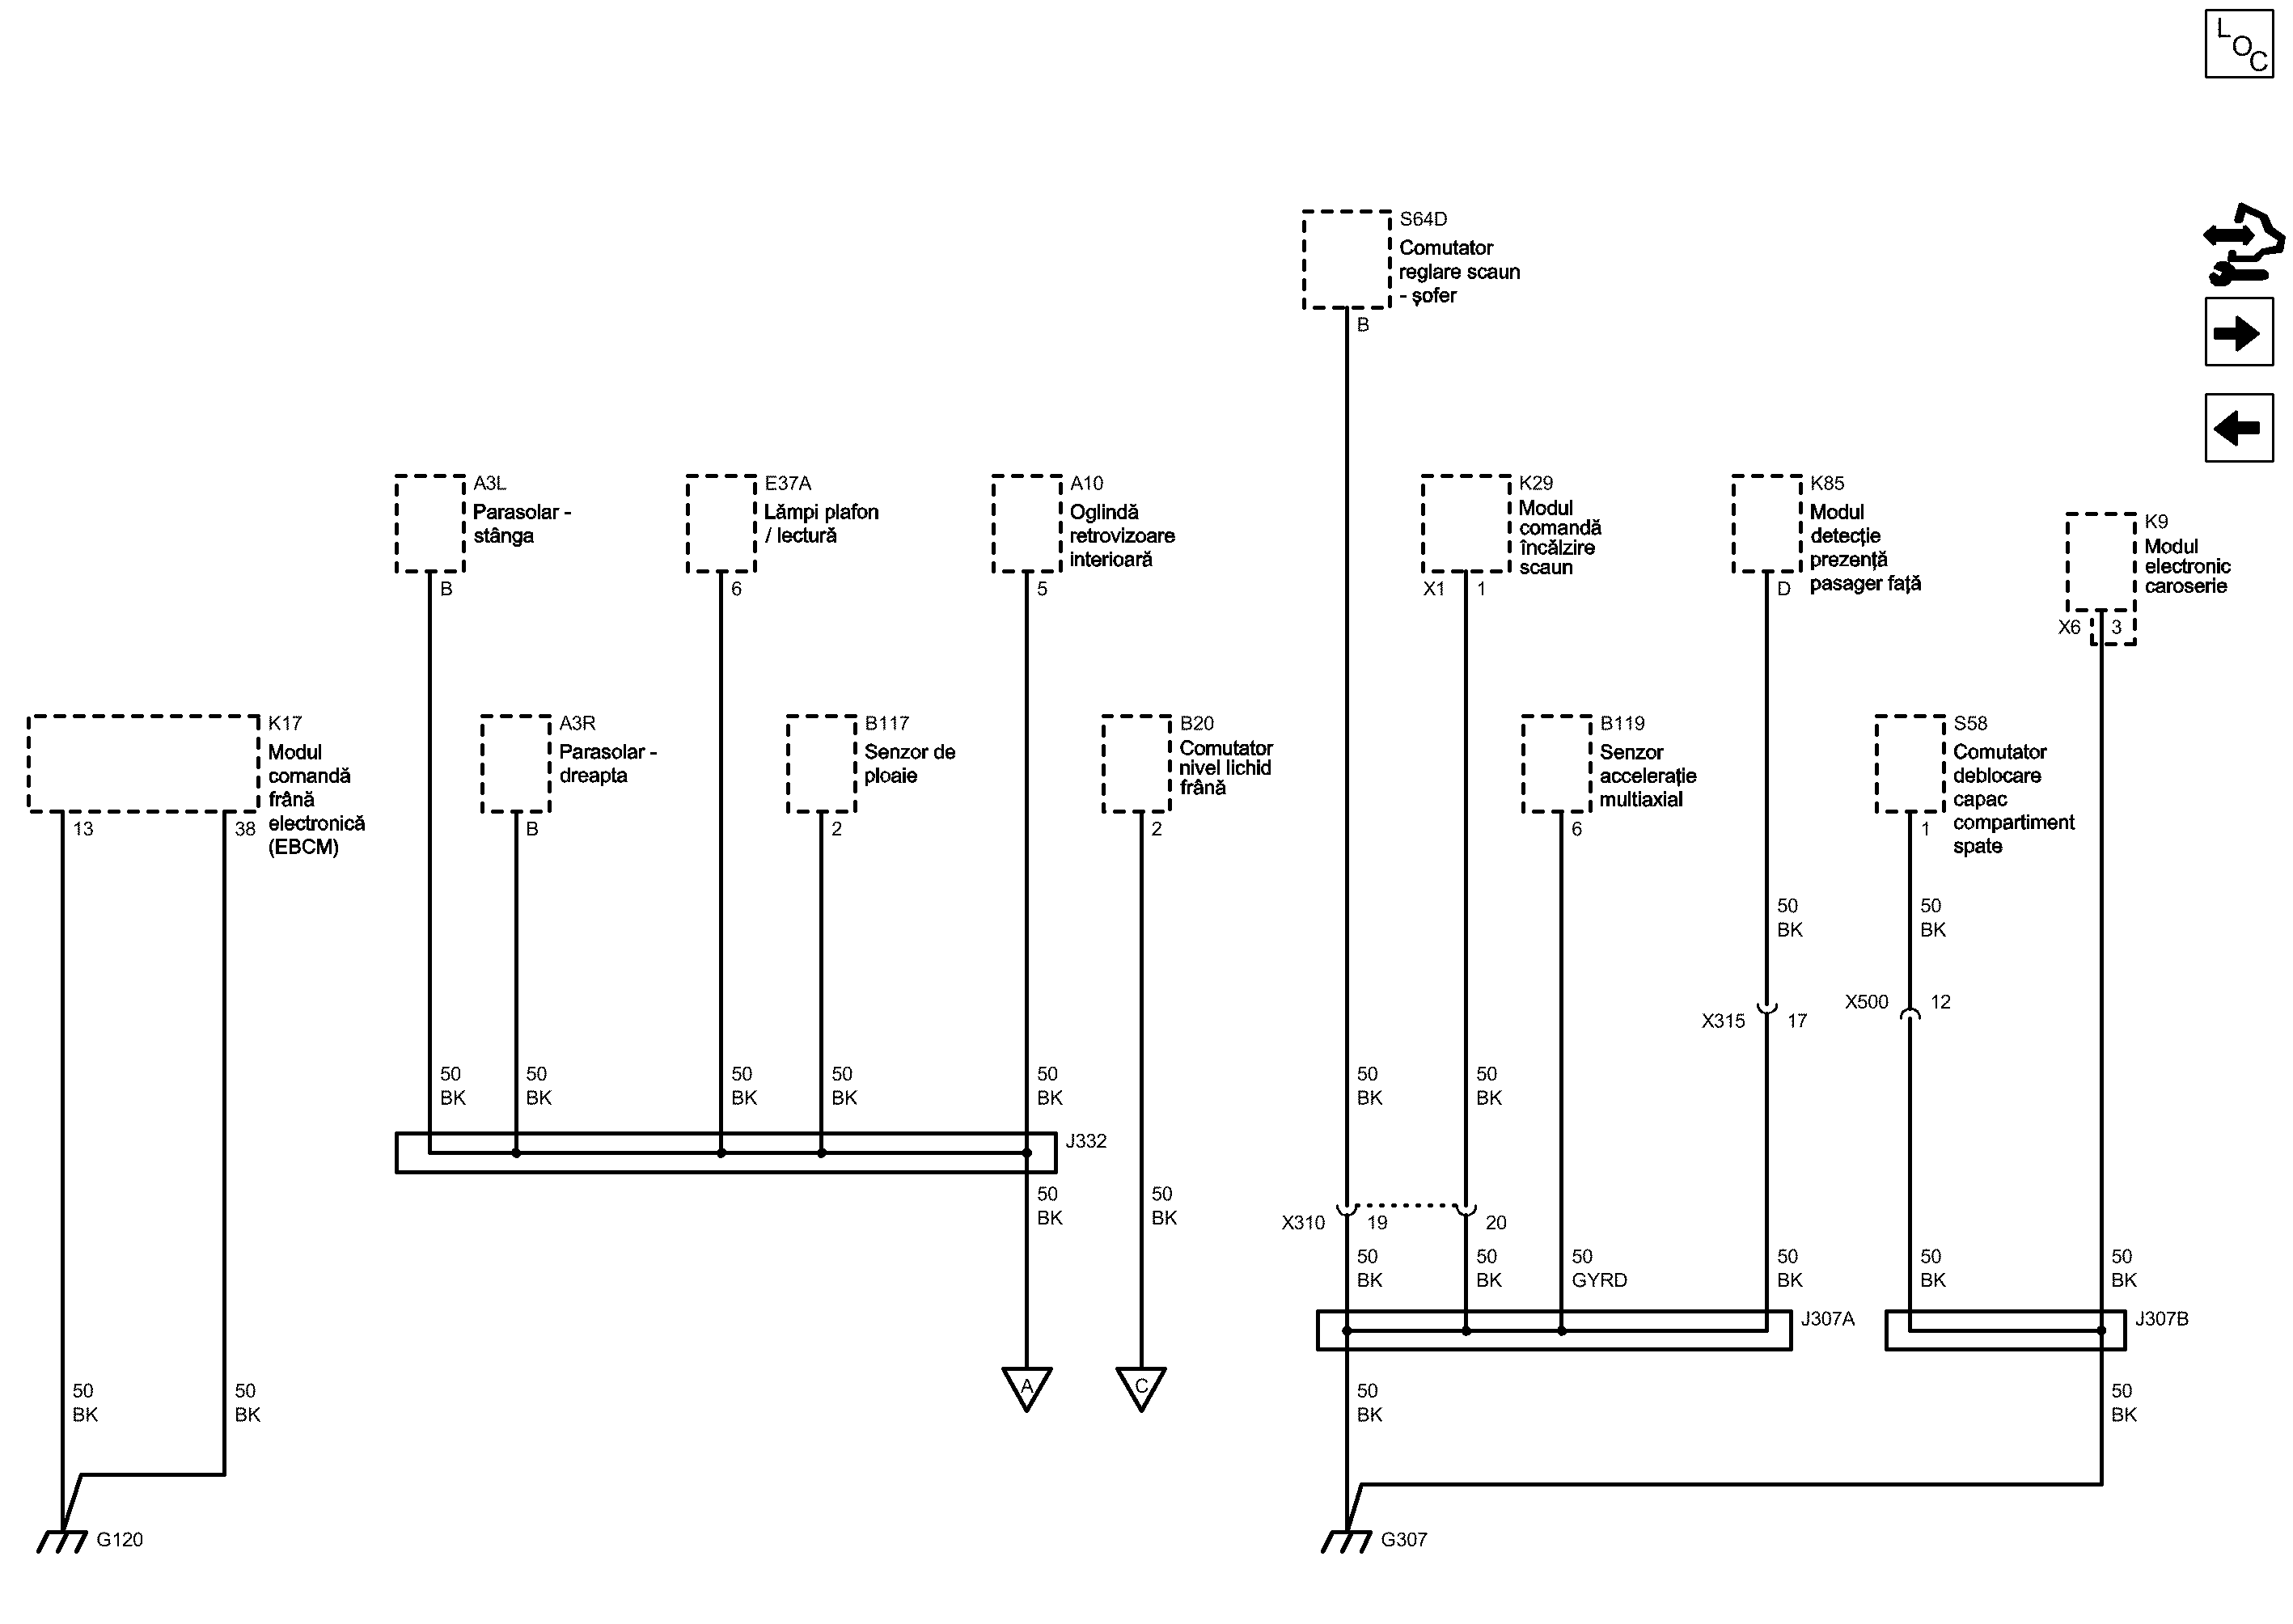 LOC
S64D
Comutator
reglare scaun
- șofer
B
A3L
Parasolar -
stânga
B
E37A
Lămpi plafon
/ lectură
6
A10
Oglindă
retrovizoare
interioară
5
K29
Modul
comandă
încălzire
scaun
X1 1
K85
Modul
detecție
prezență
pasager față
D
K9
Modul
electronic
caroserie
X6 3
K17
Modul
comandă
frână
electronică
(EBCM)
13 38
A3R
Parasolar -
dreapta
B
B117
Senzor de
ploaie
2
B20
Comutator
nivel lichid
frână
2
B119
Senzor
accelerație
multiaxial
6
S58
Comutator
deblocare
capac
compartiment
spate
1
50 50
BK BK
X500 12
X315 17
50 50 50 50 50 50 50
BK BK BK BK BK BK BK
J332
50 50
BK BK
X310 19 20
50 50 50 50 50 50
BK BK GYRD BK BK BK
J307A J307B
A C
50 50 50 50
BK BK BK BK
G120 G307